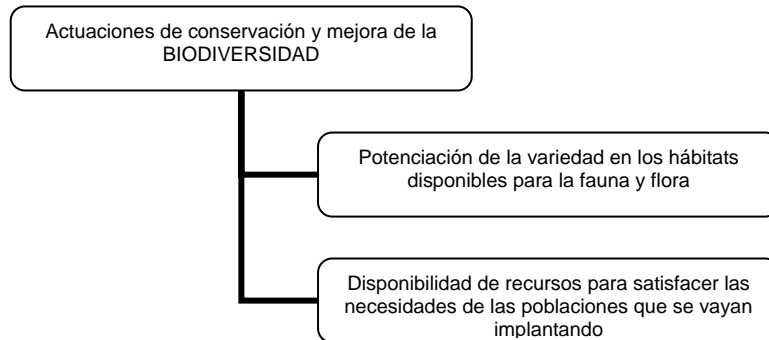 Actuaciones de conservación y mejora de la
BIODIVERSIDAD
Potenciación de la variedad en los hábitats
disponibles para la fauna y flora
Disponibilidad de recursos para satisfacer las
necesidades de las poblaciones que se vayan
implantando